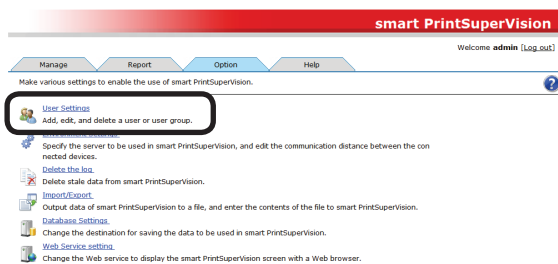 smart PrintSuperVision
Welcome admin [Log out]
Manage Report Option Help
Make various settings to enable the use of smart PrintSuperVision.
?
User Settings
Add, edit, and delete a user or user group.
Specify the server to be used in smart PrintSuperVision, and edit the communication distance between the con
nected devices.
Delete the log
Delete stale data from smart PrintSuperVision.
Import/Export
Output data of smart PrintSuperVision to a file, and enter the contents of the file to smart PrintSuperVision.
Database Settings
Change the destination for saving the data to be used in smart PrintSuperVision.
Web Service setting
Change the Web service to display the smart PrintSuperVision screen with a Web browser.